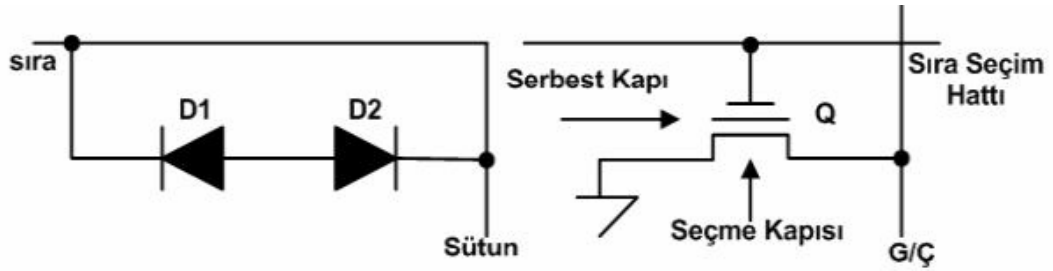 sıra
D1
D2
Sütun
Serbest Kapı
Q
Sıra Seçim
Hattı
Seçme Kapısı
G/Ç